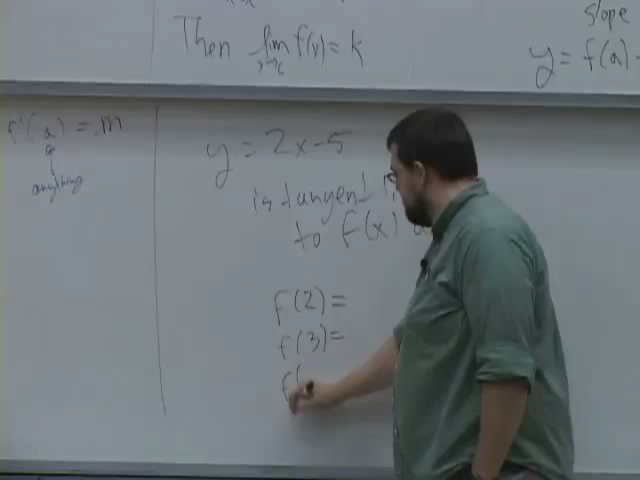 Then lim f(x) = k
x→c
slope
y = f(a)
f'(a) = m
anything
y = 2x-5
is tangent
to f(x)
f(2) =
f(3) =
f'(